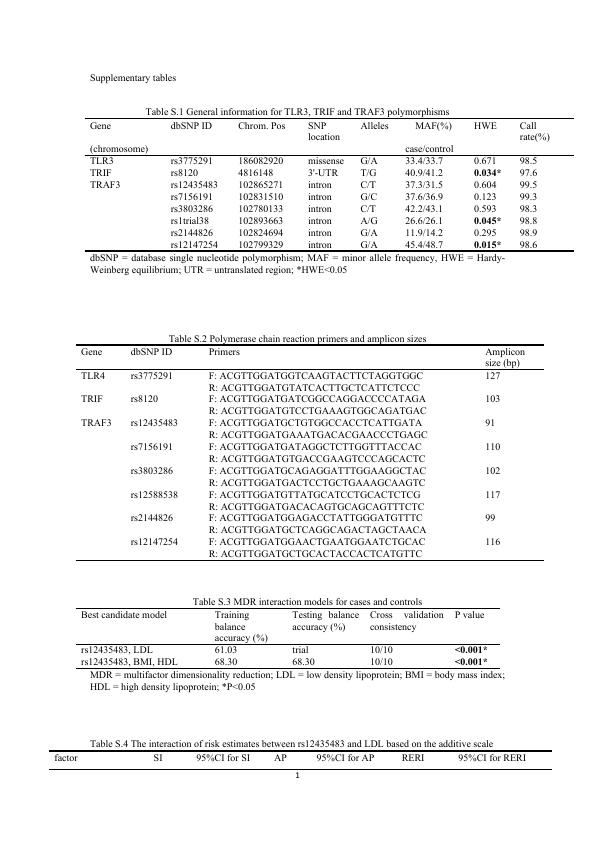 Supplementary tables
Table S.1 General information for TLR3, TRIF and TRAF3 polymorphisms
Gene dbSNP ID Chrom. Pos SNP location Alleles MAF(%) HWE Call rate(%)
(chromosome) case/control
TLR3 rs3775291 186082920 missense G/A 33.4/33.7 0.671 98.5
TRIF rs8120 4816148 3'-UTR T/G 40.9/41.2 0.034* 97.6
TRAF3 rs12435483 102865271 intron C/T 37.3/31.5 0.604 99.5
rs7156191 102831510 intron G/C 37.6/36.9 0.123 99.3
rs3803286 102780133 intron C/T 42.2/43.1 0.593 98.3
rs1trial38 102893663 intron A/G 26.6/26.1 0.045* 98.8
rs2144826 102824694 intron G/A 11.9/14.2 0.295 98.9
rs12147254 102799329 intron G/A 45.4/48.7 0.015* 98.6
dbSNP = database single nucleotide polymorphism; MAF = minor allele frequency, HWE = Hardy-
Weinberg equilibrium; UTR = untranslated region; *HWE<0.05
Table S.2 Polymerase chain reaction primers and amplicon sizes
Gene dbSNP ID Primers Amplicon size (bp)
TLR4 rs3775291 F: ACGTTGGATGGTCAAGTACTTCTAGGTGGC 127
R: ACGTTGGATGTATCACTTGCTCATTCTCCC
TRIF rs8120 F: ACGTTGGATGATCGGCCAGGACCCCATAGA 103
R: ACGTTGGATGTCCTGAAAGTGGCAGATGAC
TRAF3 rs12435483 F: ACGTTGGATGCTGTGGCCACCTCATTGATA 91
R: ACGTTGGATGAAATGACACGAACCCTGAGC
rs7156191 F: ACGTTGGATGATAGGCTCTTGGTTTACCAC 110
R: ACGTTGGATGTGACCGAAGTCCCAGCACTC
rs3803286 F: ACGTTGGATGCAGAGGATTTGGAAGGCTAC 102
R: ACGTTGGATGACTCCTGCTGAAAGCAAGTC
rs12588538 F: ACGTTGGATGTTATGCATCCTGCACTCTCG 117
R: ACGTTGGATGACACAGTGCAGCAGTTTCTC
rs2144826 F: ACGTTGGATGGAGACCTATTGGGATGTTTC 99
R: ACGTTGGATGCTCAGGCAGACTAGCTAACA
rs12147254 F: ACGTTGGATGGAACTGAATGGAATCTGCAC 116
R: ACGTTGGATGCTGCACTACCACTCATGTTC
Table S.3 MDR interaction models for cases and controls
Best candidate model Training Testing balance Cross validation P value
balance accuracy (%) consistency
accuracy (%)
rs12435483, LDL 61.03 trial 10/10 <0.001*
rs12435483, BMI, HDL 68.30 68.30 10/10 <0.001*
MDR = multifactor dimensionality reduction; LDL = low density lipoprotein; BMI = body mass index;
HDL = high density lipoprotein; *P<0.05
Table S.4 The interaction of risk estimates between rs12435483 and LDL based on the additive scale
factor SI 95%CI for SI AP 95%CI for AP RERI 95%CI for RERI
1